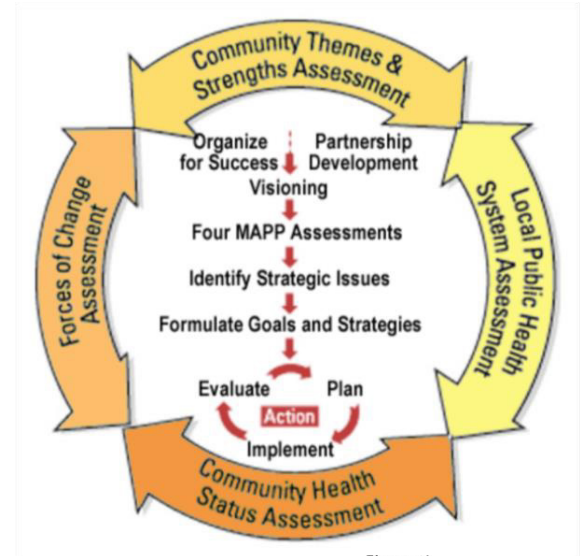 Community Themes &
Strengths Assessment
Organize
for Success
Partnership
Development
Visioning
Four MAPP Assessments
Identify Strategic Issues
Formulate Goals and Strategies
Evaluate
Plan
Action
Implement
Forces of Change
Assessment
Local Public Health
System Assessment
Community Health
Status Assessment